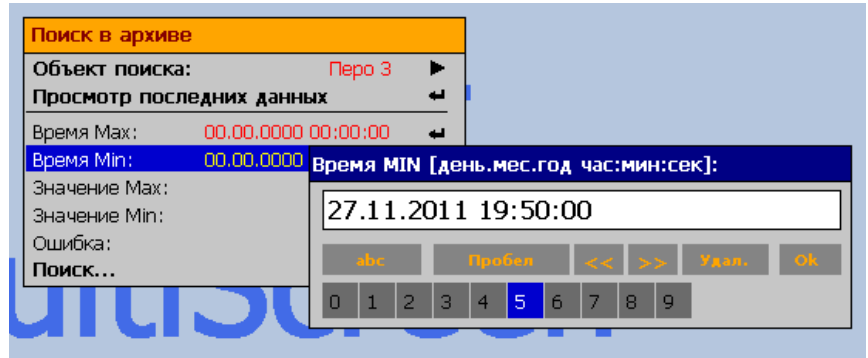 Поиск в архиве
Объект поиска: Перо 3
Просмотр последних данных
Время Max: 00.00.0000 00:00:00
Время Min: 00.00.0000
Время MIN [день.мес.год час:мин:сек]:
Значение Max:
27.11.2011 19:50:00
Значение Min:
Ошибка:
abc Пробел << >> Удал. Ok
Поиск...
0 1 2 3 4 5 6 7 8 9